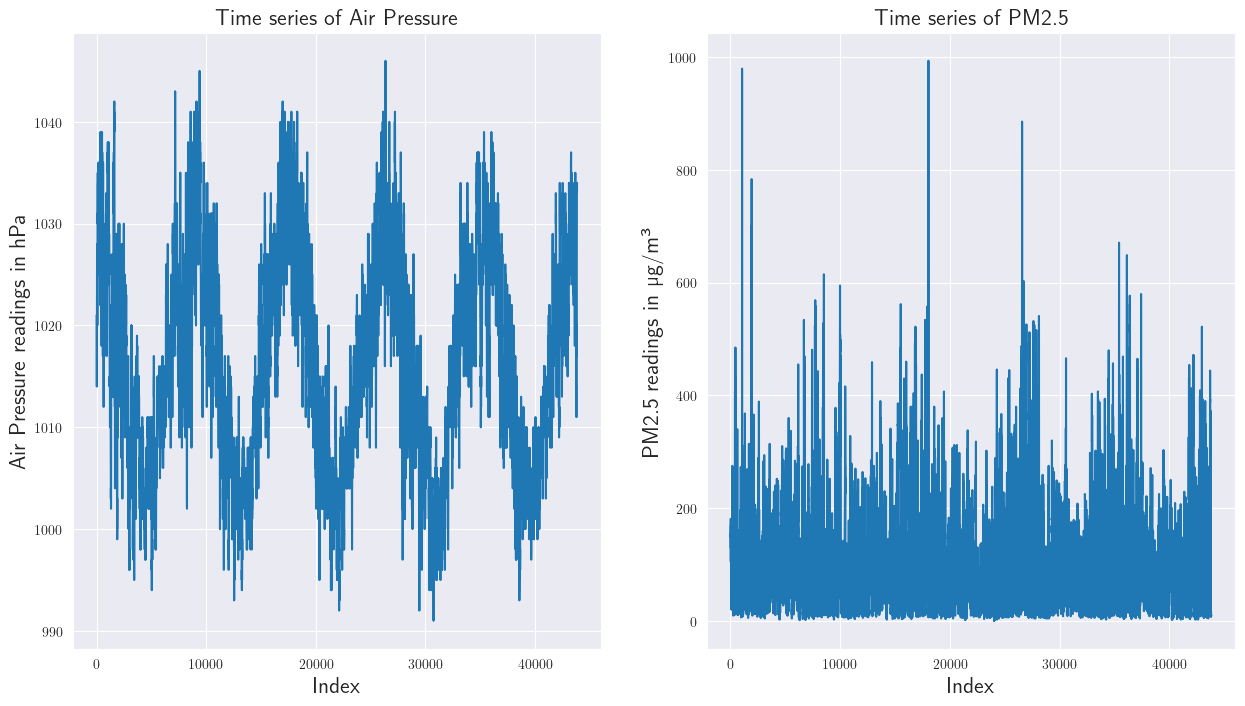 Time series of Air Pressure
Air Pressure readings in hPa
1040
1030
1020
1010
1000
990
0 10000 20000 30000 40000
Index
Time series of PM2.5
PM2.5 readings in µg/m³
1000
800
600
400
200
0
0 10000 20000 30000 40000
Index